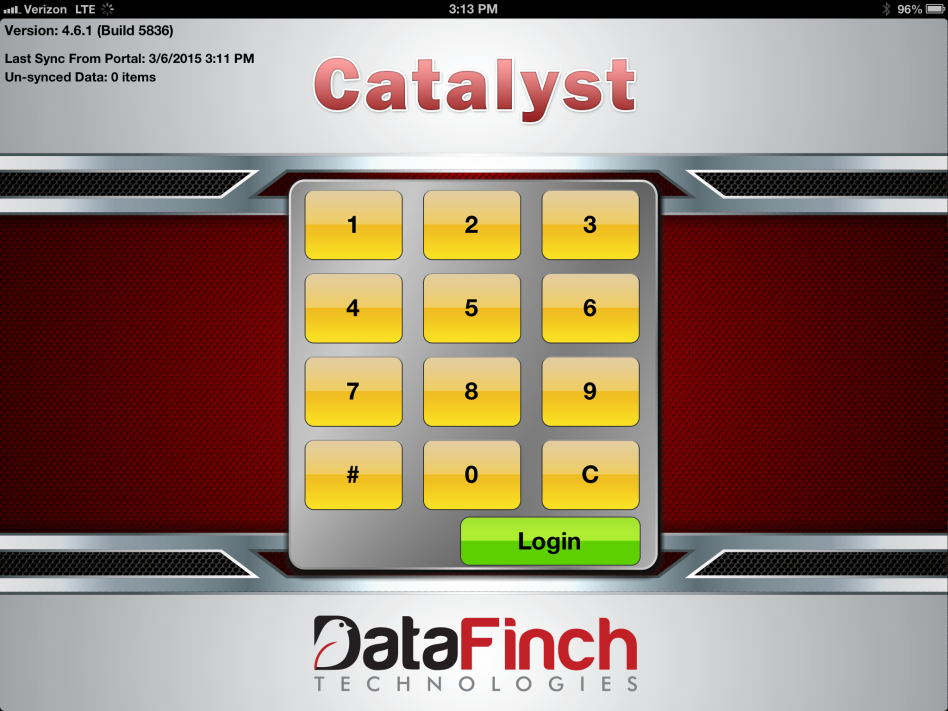 Verizon LTE 3:13 PM 96%
Version: 4.6.1 (Build 5836)
Last Sync From Portal: 3/6/2015 3:11 PM
Un-synced Data: 0 items
Catalyst
1 2 3
4 5 6
7 8 9
# 0 C
Login
DataFinch
TECHNOLOGIES